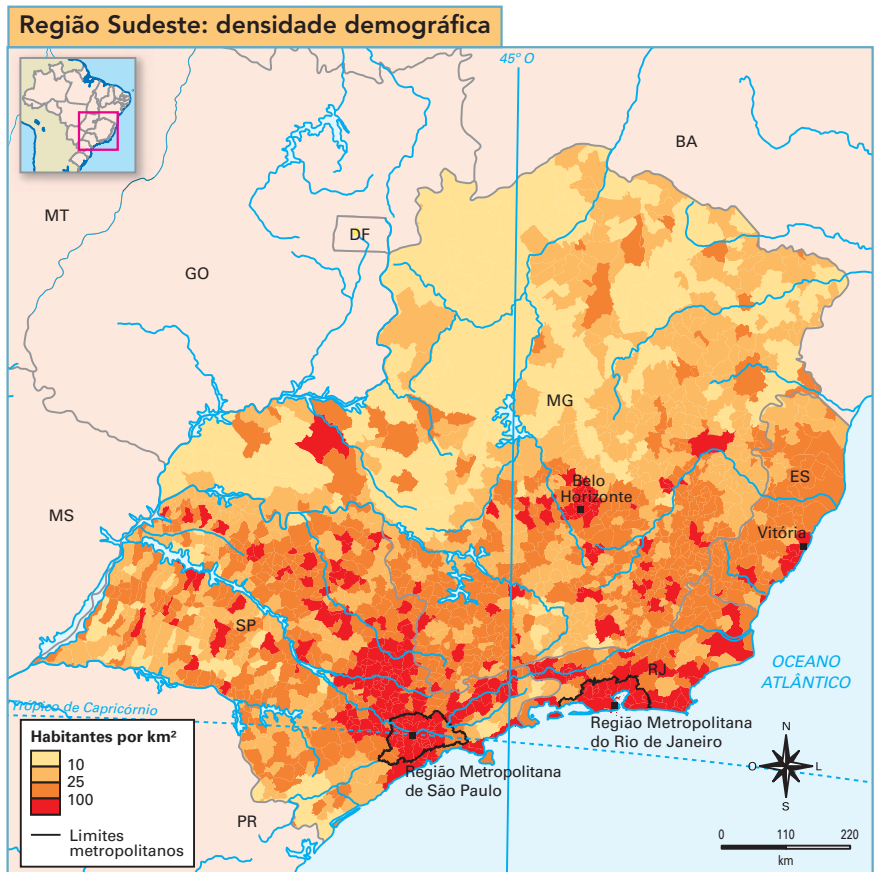 Região Sudeste: densidade demográfica
45° O
BA
MT
DF
GO
MG
Belo
Horizonte
ES
MS
Vitória
SP
RJ
OCEANO
ATLÂNTICO
Trópico de Capricórnio
Região Metropolitana
do Rio de Janeiro
Região Metropolitana
de São Paulo
PR
Habitantes por km²
10
25
100
Limites
metropolitanos
N
O
L
S
0 110 220
km